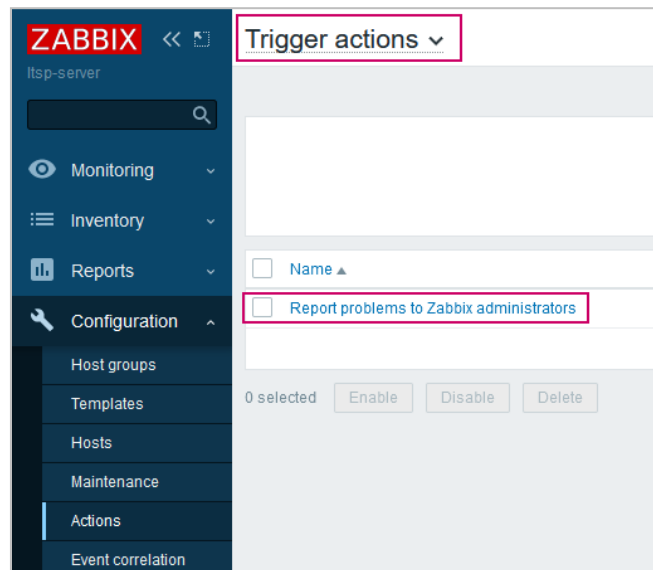 ZABBIX
ltsp-server
Monitoring
Inventory
Reports
Configuration
Host groups
Templates
Hosts
Maintenance
Actions
Event correlation
Trigger actions
Name
Report problems to Zabbix administrators
0 selected Enable Disable Delete